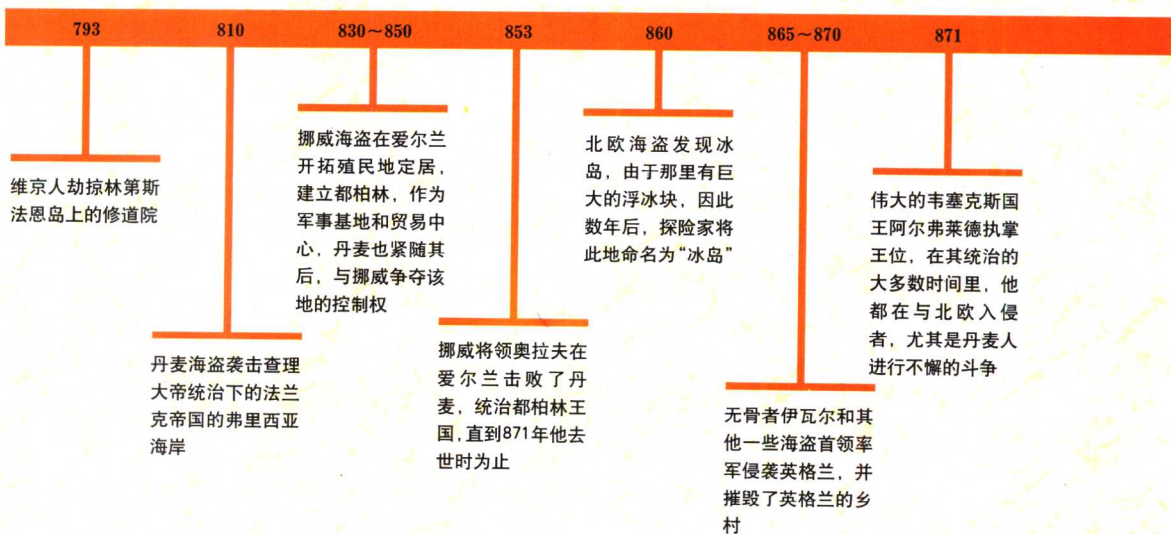 793 810 830~850 853 860 865~870 871
维京人劫掠林第斯
法恩岛上的修道院
丹麦海盗袭击查理
大帝统治下的法兰
克帝国的弗里西亚
海岸
挪威海盗在爱尔兰
开拓殖民地定居，
建立都柏林，作为
军事基地和贸易中
心，丹麦也紧随其
后，与挪威争夺该
地的控制权
挪威将领奥拉夫在
爱尔兰击败了丹
麦，统治都柏林王
国，直到871年他去
世时为止
北欧海盗发现冰
岛，由于那里有巨
大的浮冰块，因此
数年后，探险家将
此地命名为“冰岛”
无骨者伊瓦尔和其
他一些海盗首领率
军侵袭英格兰，并
摧毁了英格兰的乡
村
伟大的韦塞克斯国
王阿尔弗莱德执掌
王位，在其统治的
大多数时间里，他
都在与北欧入侵
者，尤其是丹麦人
进行不懈的斗争